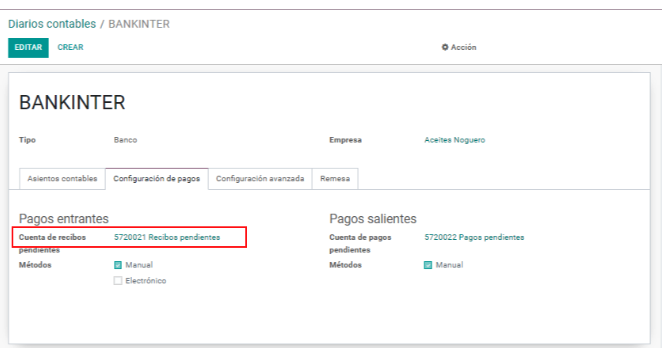 Diarios contables / BANKINTER
EDITAR CREAR Acción
BANKINTER
Tipo Banco Empresa Aceites Noguero
Asientos contables Configuración de pagos Configuración avanzada Remesa
Pagos entrantes Pagos salientes
Cuenta de recibos pendientes 5720021 Recibos pendientes Cuenta de pagos pendientes 5720022 Pagos pendientes
Métodos Manual Métodos Manual
Electrónico